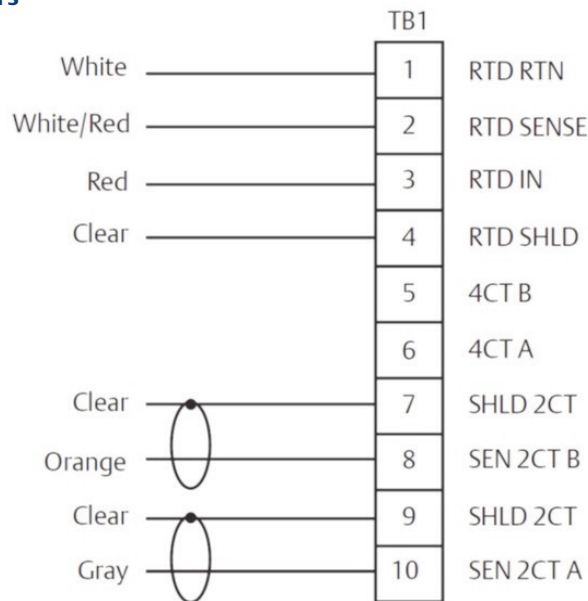 TB1
White 1 RTD RTN
White/Red 2 RTD SENSE
Red 3 RTD IN
Clear 4 RTD SHLD
5 4CT B
6 4CT A
Clear 7 SHLD 2CT
Orange 8 SEN 2CT B
Clear 9 SHLD 2CT
Gray 10 SEN 2CT A